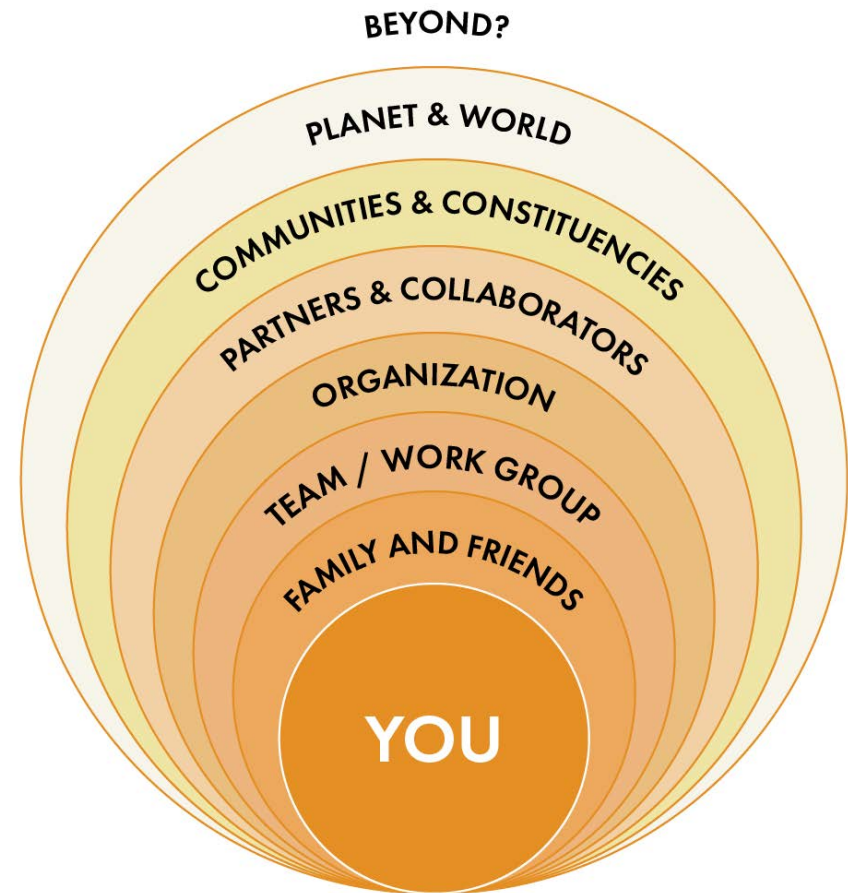 BEYOND?
PLANET & WORLD
COMMUNITIES & CONSTITUENCIES
PARTNERS & COLLABORATORS
ORGANIZATION
TEAM / WORK GROUP
FAMILY AND FRIENDS
YOU